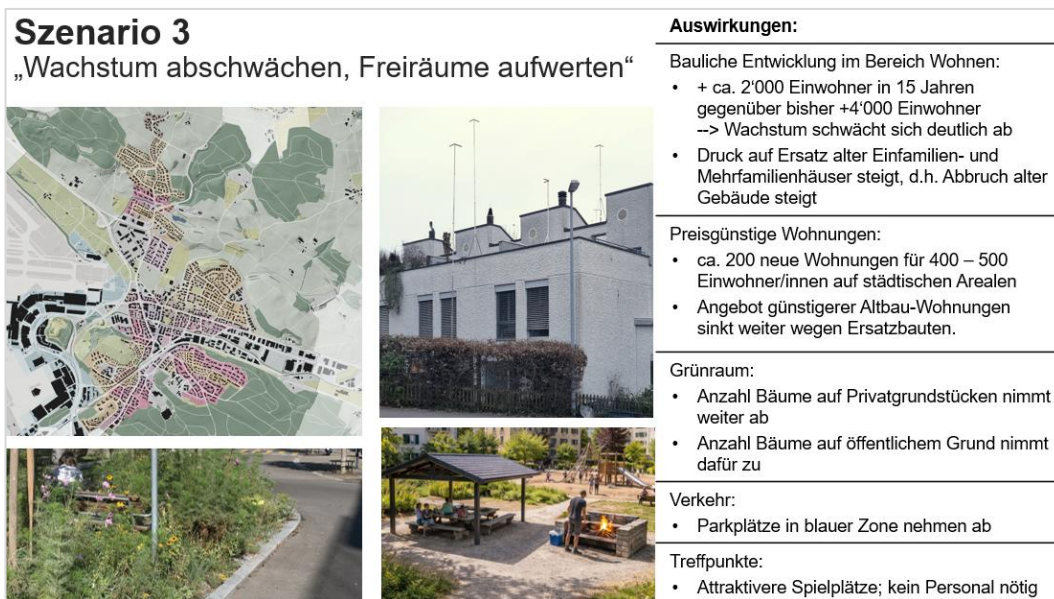 Szenario 3
„Wachstum abschwächen, Freiräume aufwerten“
Auswirkungen:
Bauliche Entwicklung im Bereich Wohnen:
• + ca. 2'000 Einwohner in 15 Jahren
gegenüber bisher +4‘000 Einwohner
--> Wachstum schwächt sich deutlich ab
• Druck auf Ersatz alter Einfamilien- und
Mehrfamilienhäuser steigt, d.h. Abbruch alter
Gebäude steigt
Preisgünstige Wohnungen:
• ca. 200 neue Wohnungen für 400 – 500
Einwohner/innen auf städtischen Arealen
• Angebot günstigerer Altbau-Wohnungen
sinkt weiter wegen Ersatzbauten.
Grünraum:
• Anzahl Bäume auf Privatgrundstücken nimmt
weiter ab
• Anzahl Bäume auf öffentlichem Grund nimmt
dafür zu
Verkehr:
• Parkplätze in blauer Zone nehmen ab
Treffpunkte:
• Attraktivere Spielplätze; kein Personal nötig